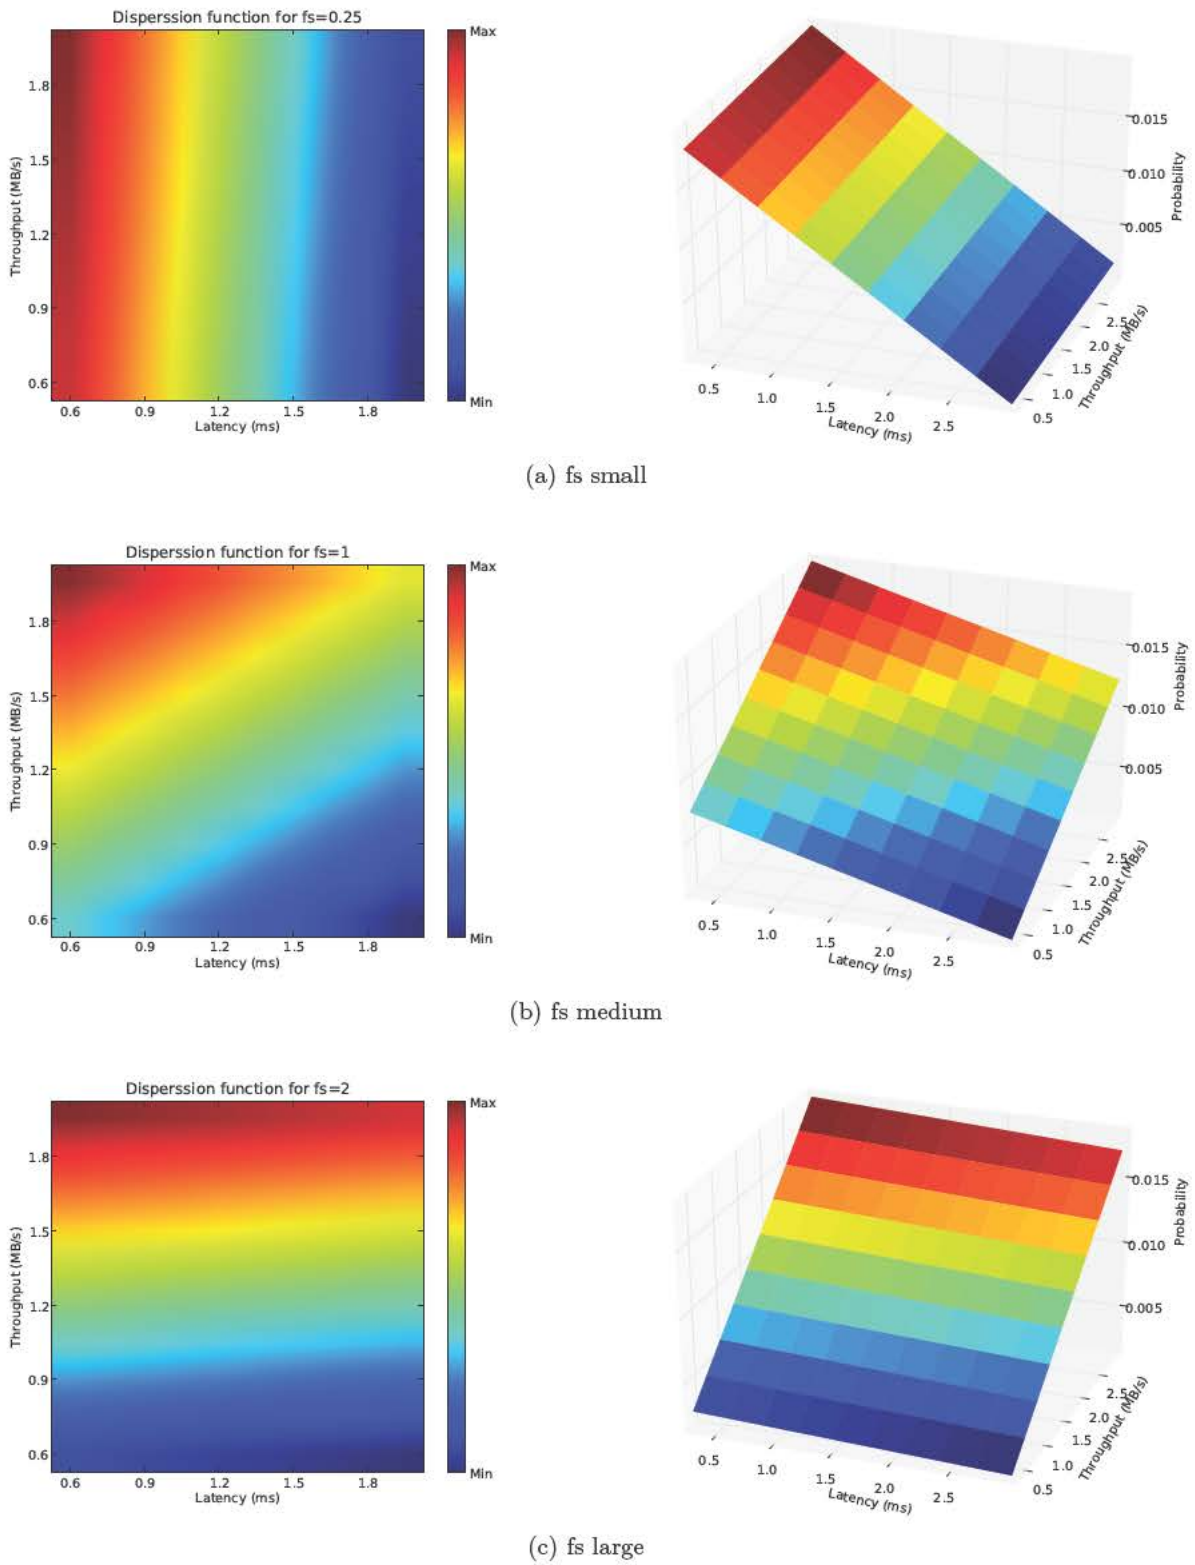 Disperssion function for fs=0.25
Max
Throughput (MB/s)
1.8
1.5
1.2
0.9
0.6
Min
0.6 0.9 1.2 1.5 1.8
Latency (ms)
0.015
0.010
0.005
Probability
2.5
2.0
1.5
1.0
0.5
Throughput (MB/s)
0.5 1.0 1.5 2.0 2.5
Latency (ms)
(a) fs small
Disperssion function for fs=1
Max
Throughput (MB/s)
1.8
1.5
1.2
0.9
0.6
Min
0.6 0.9 1.2 1.5 1.8
Latency (ms)
0.015
0.010
0.005
Probability
2.5
2.0
1.5
1.0
0.5
Throughput (MB/s)
0.5 1.0 1.5 2.0 2.5
Latency (ms)
(b) fs medium
Disperssion function for fs=2
Max
Throughput (MB/s)
1.8
1.5
1.2
0.9
0.6
Min
0.6 0.9 1.2 1.5 1.8
Latency (ms)
0.015
0.010
0.005
Probability
2.5
2.0
1.5
1.0
0.5
Throughput (MB/s)
0.5 1.0 1.5 2.0 2.5
Latency (ms)
(c) fs large